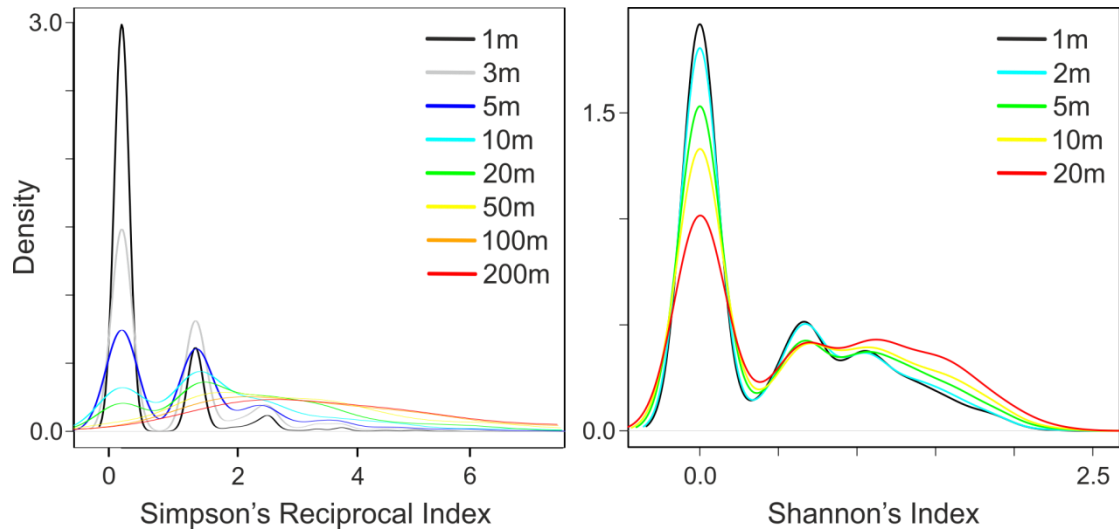 3.0
0.0
Density
0
2
4
6
Simpson's Reciprocal Index
1m
3m
5m
10m
20m
50m
100m
200m
1.5
0.0
0.0
2.5
Shannon's Index
1m
2m
5m
10m
20m